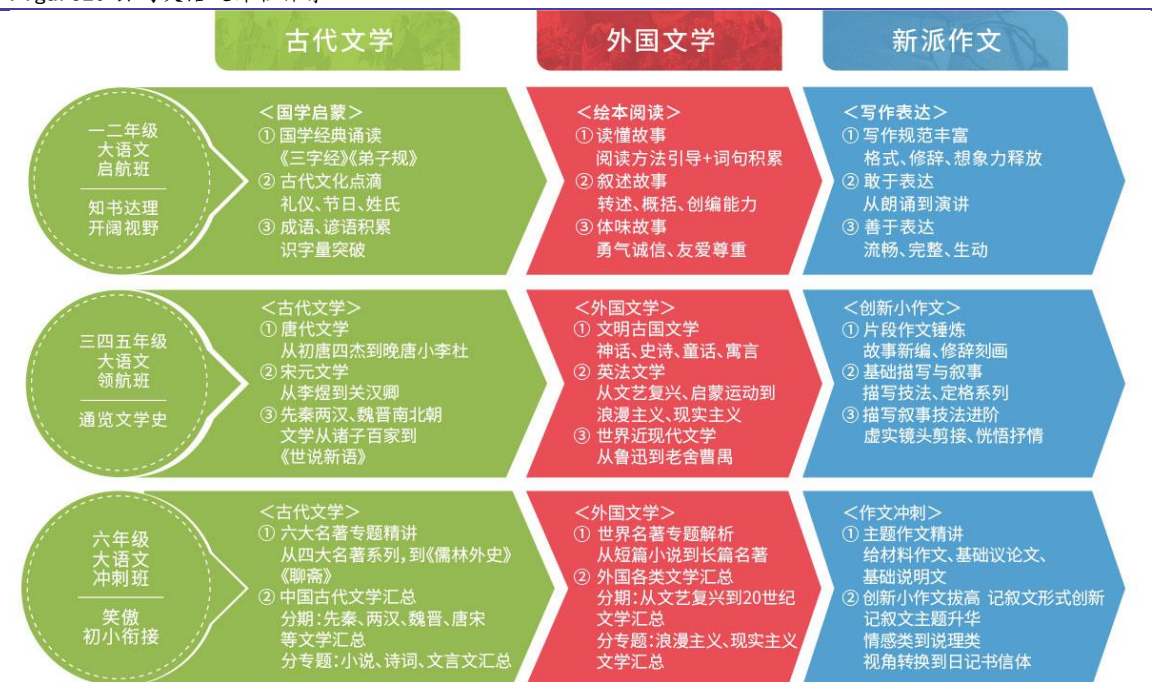 古代文学
外国文学
新派作文
一二年级
大语文
启航班
知书达理
开阔视野
<国学启蒙>
① 国学经典诵读
《三字经》《弟子规》
② 古代文化点滴
礼仪、节日、姓氏
③ 成语、谚语积累
识字量突破
<绘本阅读>
①读懂故事
阅读方法引导+词句积累
②叙述故事
转述、概括、创编能力
③体味故事
勇气诚信、友爱尊重
<写作表达>
①写作规范丰富
格式、修辞、想象力释放
② 敢于表达
从朗诵到演讲
③ 善于表达
流畅、完整、生动
三四五年级
大语文
领航班
通览文学史
<古代文学>
①唐代文学
从初唐四杰到晚唐小李杜
②宋元文学
从李煜到关汉卿
③先秦两汉、魏晋南北朝
文学从诸子百家到
《世说新语》
<外国文学>
① 文明古国文学
神话、史诗、童话、寓言
② 英法文学
从文艺复兴、启蒙运动到
浪漫主义、现实主义
③ 世界近现代文学
从鲁迅到老舍曹禺
<创新小作文>
①片段作文锤炼
故事新编、修辞刻画
②基础描写与叙事
描写技法、定格系列
③描写叙事技法进阶
虚实镜头剪接、恍悟抒情
六年级
大语文
冲刺班
笑傲
初小衔接
<古代文学>
① 六大名著专题精讲
从四大名著系列,到《儒林外史》
《聊斋》
②中国古代文学汇总
分期:先秦、两汉、魏晋、唐宋
等文学汇总
分专题:小说、诗词、文言文汇总
<外国文学>
① 世界名著专题解析
从短篇小说到长篇名著
② 外国各类文学汇总
分期:从文艺复兴到20世纪
文学汇总
分专题:浪漫主义、现实主义
文学汇总
<作文冲刺>
①主题作文精讲
给材料作文、基础议论文、
基础说明文
②创新小作文拔高 记叙文形式创新
记叙文主题升华
情感类到说理类
视角转换到日记书信体